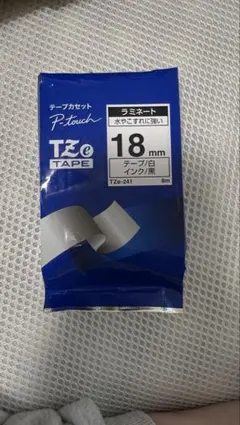 テープカセット
P-touch
TZe
TAPE
ラミネート
水やこすれに強い
18mm
テープ/白
インク/黒
TZe-241
8m